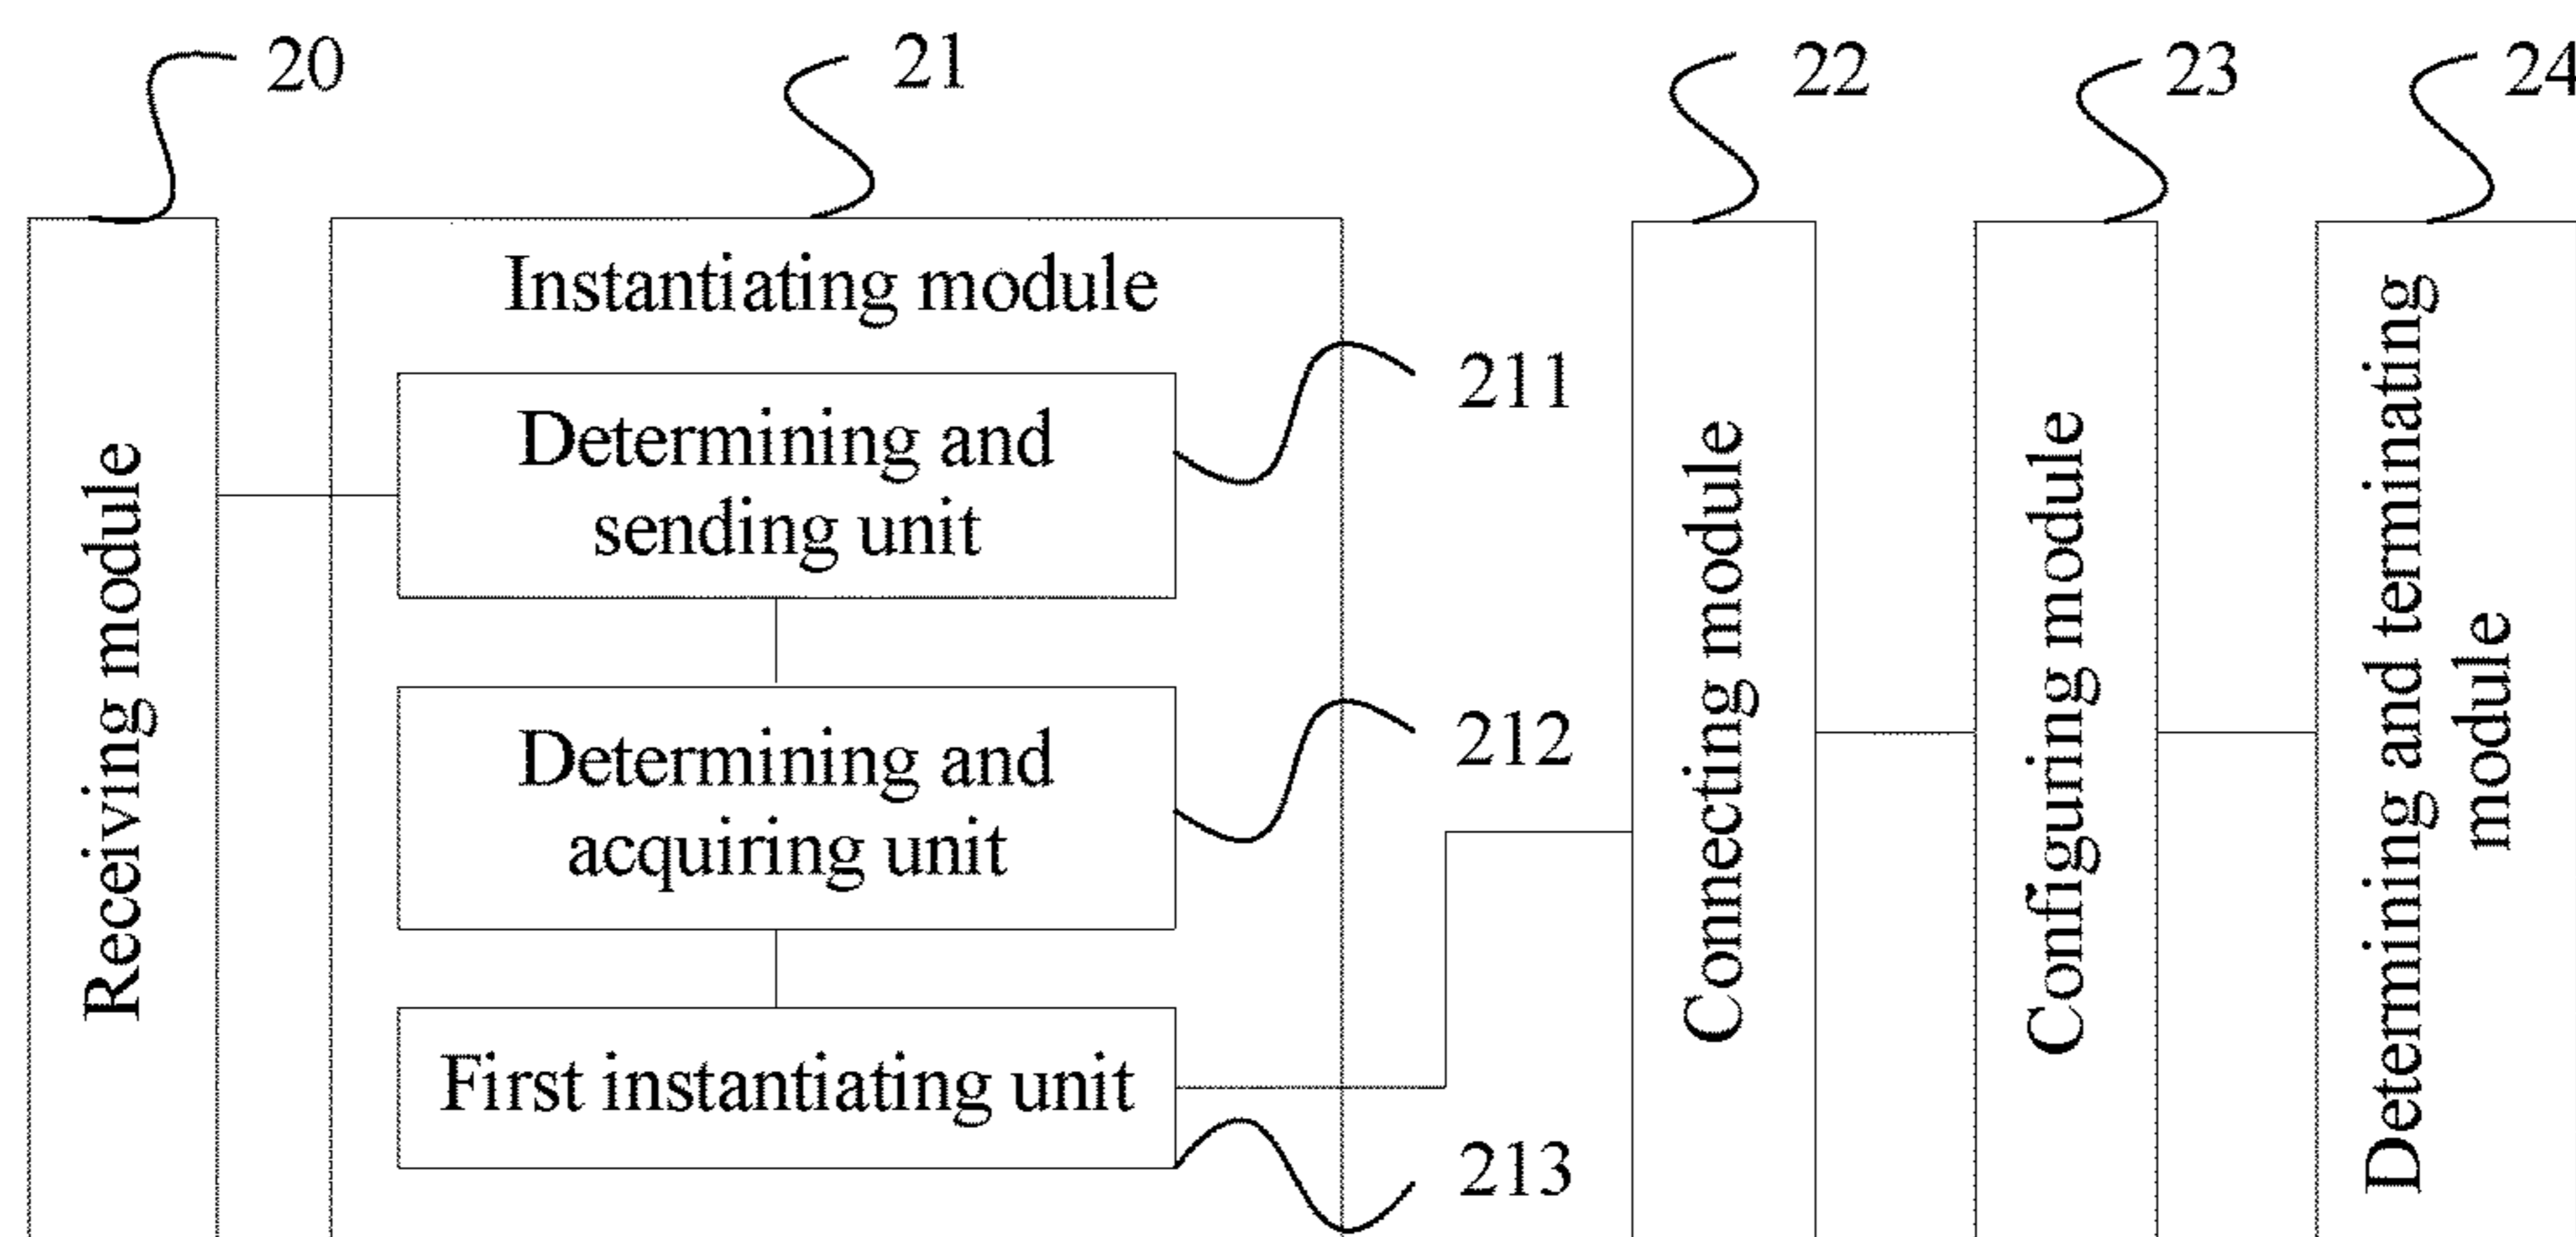 20
21
22
23
24
Receiving module
Instantiating module
Determining and
sending unit
211
Determining and
acquiring unit
212
First instantiating unit
213
Connecting module
Configuring module
Determining and terminating
module